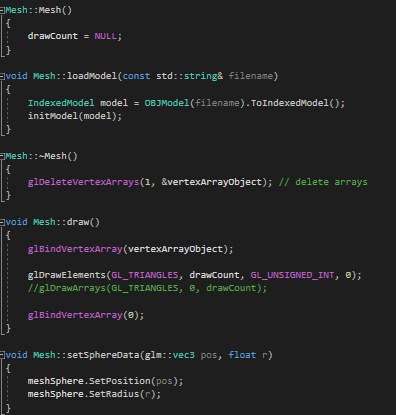 Mesh::Mesh()
{
drawCount = NULL;
}
void Mesh::loadModel(const std::string& filename)
{
IndexedModel model = OBJModel(filename).ToIndexedModel();
initModel(model);
}
Mesh::~Mesh()
{
glDeleteVertexArrays(1, &vertexArrayObject); // delete arrays
}
void Mesh::draw()
{
glBindVertexArray(vertexArrayObject);
glDrawElements(GL_TRIANGLES, drawCount, GL_UNSIGNED_INT, 0);
//glDrawArrays(GL_TRIANGLES, 0, drawCount);
glBindVertexArray(0);
}
void Mesh::setSphereData(glm::vec3 pos, float r)
{
meshSphere.SetPosition(pos);
meshSphere.SetRadius(r);
}